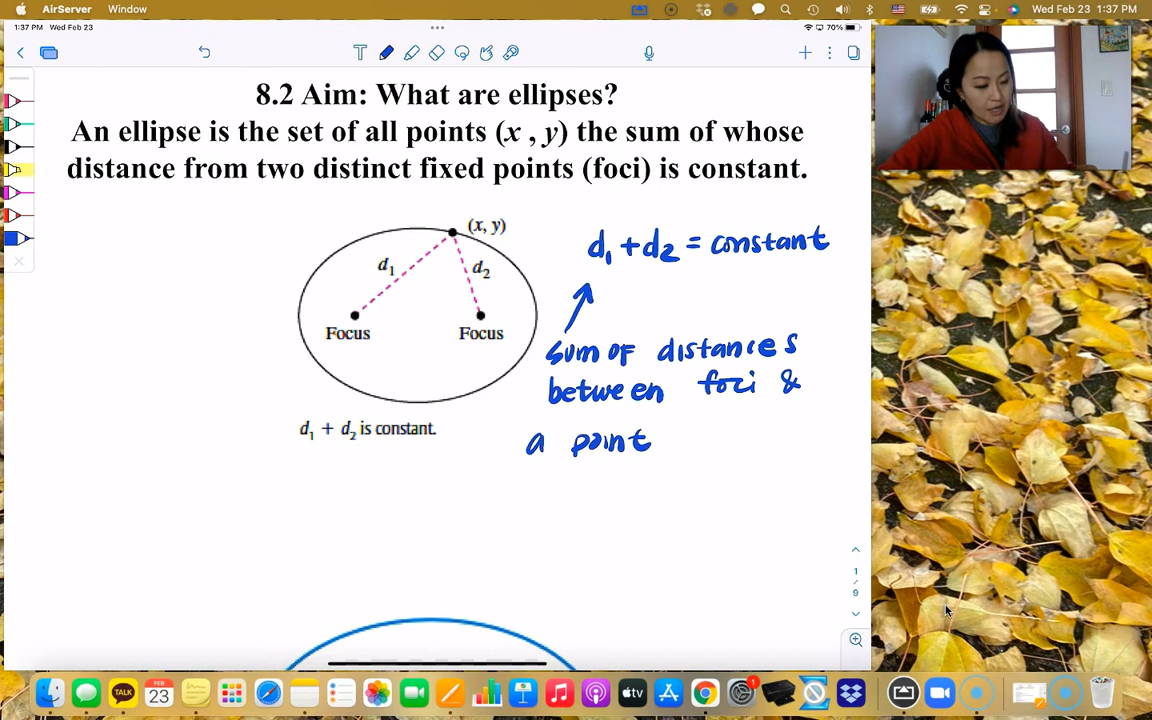 AirServer Window
Wed Feb 23 1:37 PM
1:37 PM Wed Feb 23
70%
8.2 Aim: What are ellipses?
An ellipse is the set of all points (x , y) the sum of whose
distance from two distinct fixed points (foci) is constant.
(x, y)
d₁ + d₂ = constant
d₁
d₂
Focus
Focus
sum of distances
between foci &
d₁ + d₂ is constant.
a point
1
/
9
TALK
FEB
23
tv
1